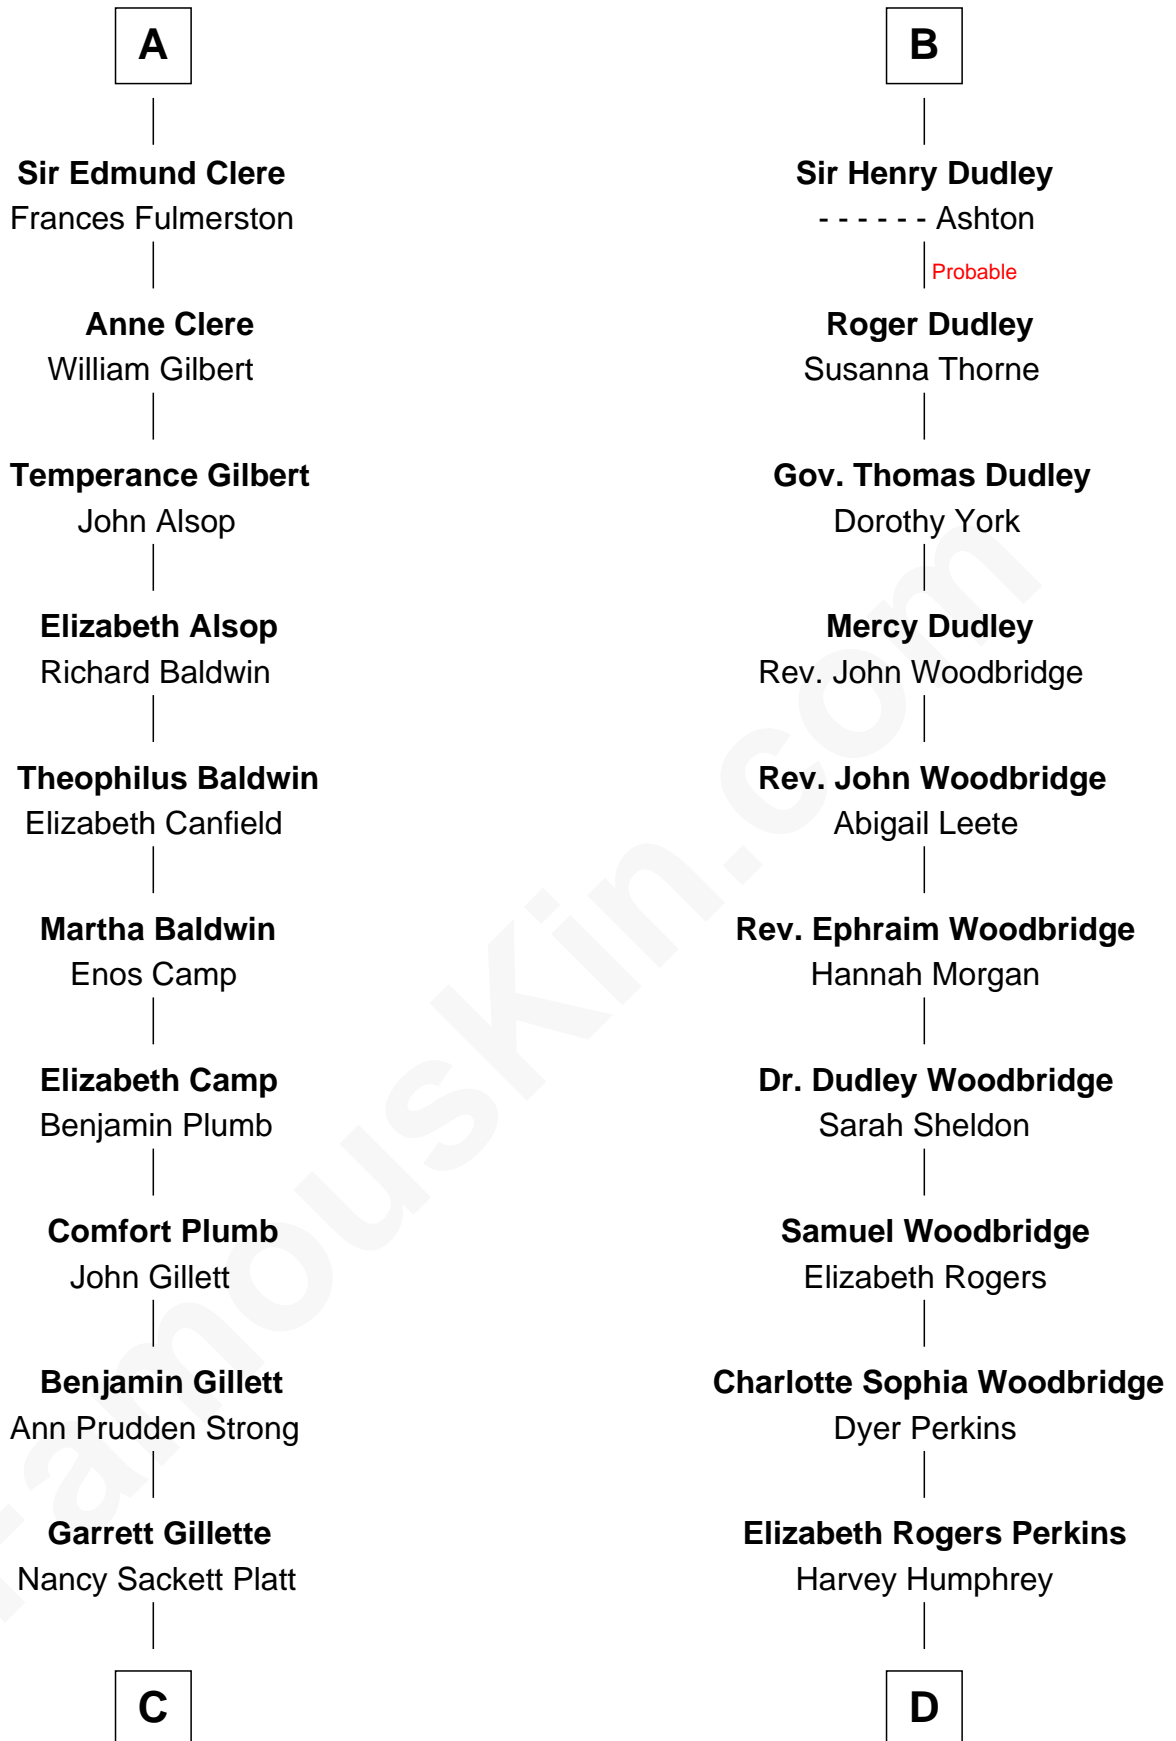 A
Sir Edmund Clere
Frances Fulmerston
Anne Clere
William Gilbert
Temperance Gilbert
John Alsop
Elizabeth Alsop
Richard Baldwin
Theophilus Baldwin
Elizabeth Canfield
Martha Baldwin
Enos Camp
Elizabeth Camp
Benjamin Plumb
Comfort Plumb
John Gillett
Benjamin Gillett
Ann Prudden Strong
Garrett Gillette
Nancy Sackett Platt
C
B
Sir Henry Dudley
- - - - - - Ashton
Probable
Roger Dudley
Susanna Thorne
Gov. Thomas Dudley
Dorothy York
Mercy Dudley
Rev. John Woodbridge
Rev. John Woodbridge
Abigail Leete
Rev. Ephraim Woodbridge
Hannah Morgan
Dr. Dudley Woodbridge
Sarah Sheldon
Samuel Woodbridge
Elizabeth Rogers
Charlotte Sophia Woodbridge
Dyer Perkins
Elizabeth Rogers Perkins
Harvey Humphrey
D
FamousKin.com